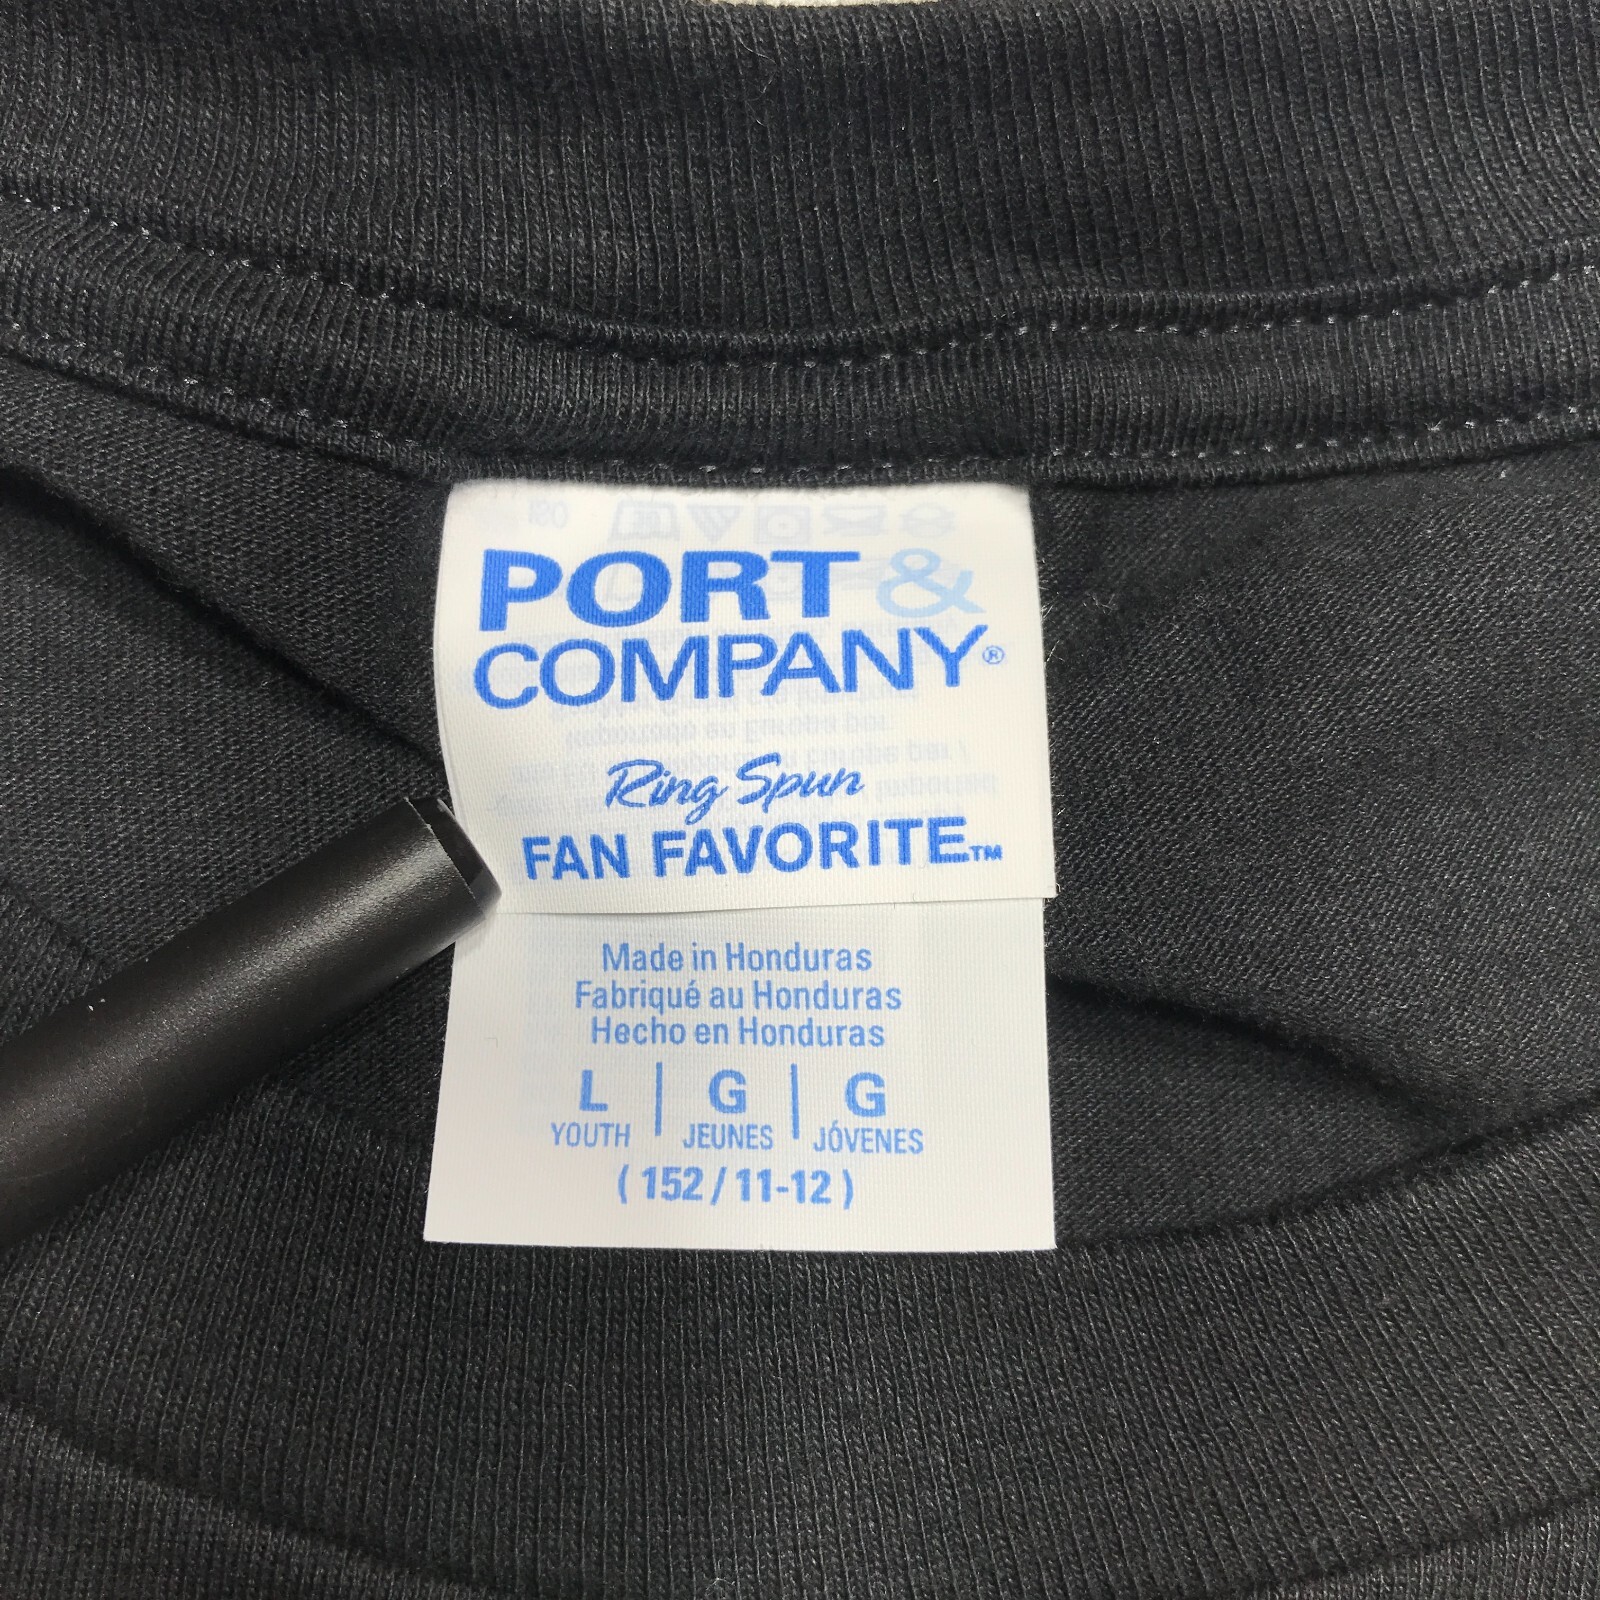 PORT &
COMPANY®
Ring Spun
FAN FAVORITE™
Made in Honduras
Fabriqué au Honduras
Hecho en Honduras
L | G | G
YOUTH JEUNES JÓVENES
( 152 / 11-12 )